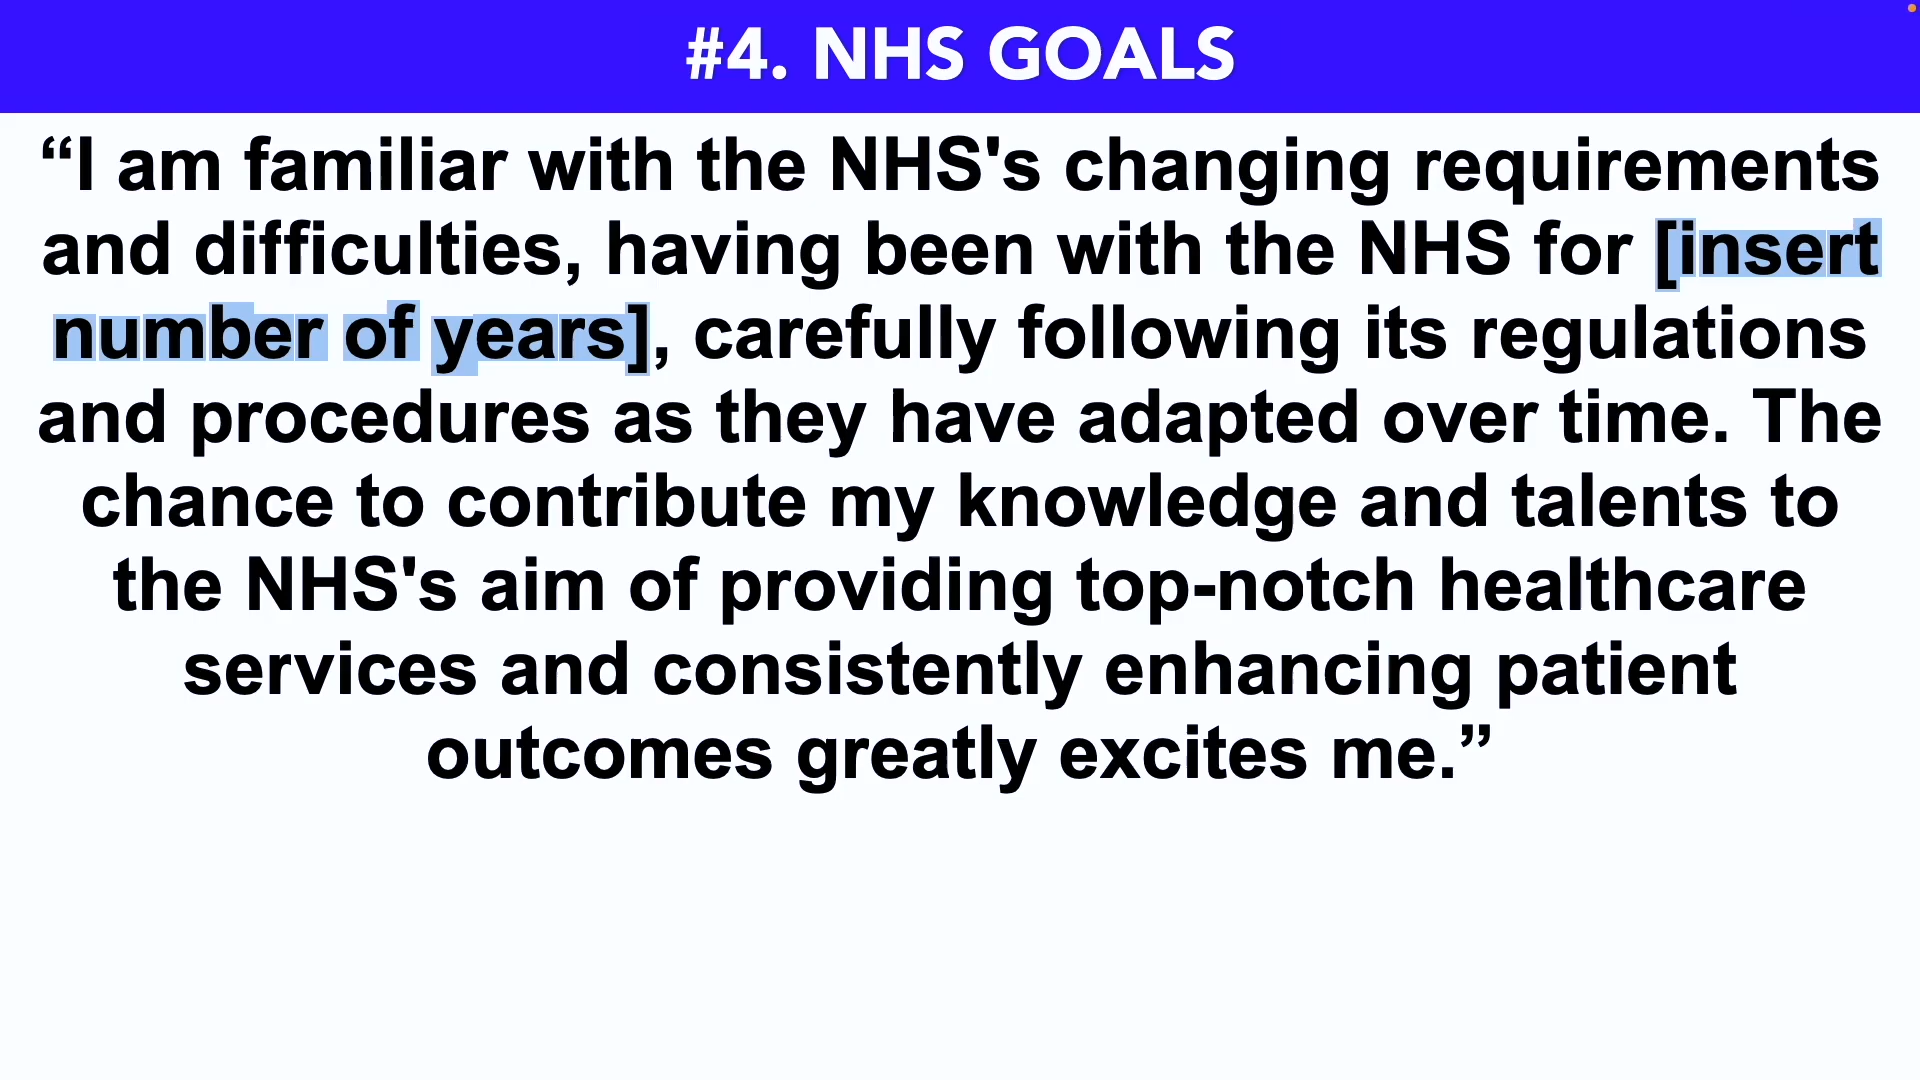 #4. NHS GOALS
“I am familiar with the NHS's changing requirements
and difficulties, having been with the NHS for [insert
number of years], carefully following its regulations
and procedures as they have adapted over time. The
chance to contribute my knowledge and talents to
the NHS's aim of providing top-notch healthcare
services and consistently enhancing patient
outcomes greatly excites me.”